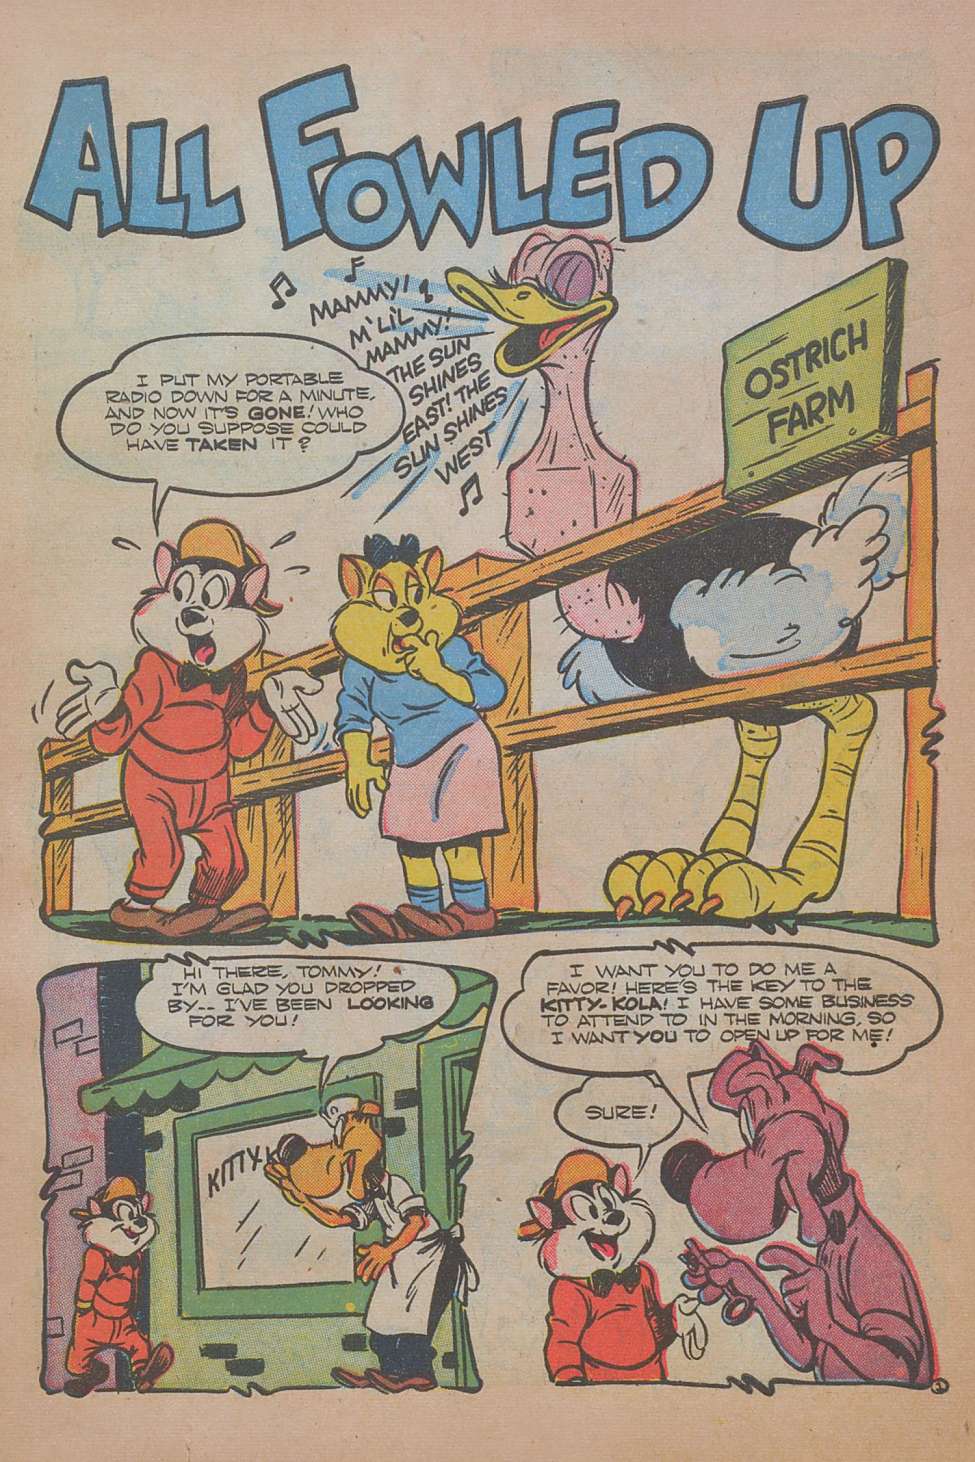 ALL FOWLED UP
MAMMY!
M'LI'L
MAMMY!
THE SUN
SHINES
EAST! THE
SUN SHINES
WEST
I PUT MY PORTABLE
RADIO DOWN FOR A MINUTE,
AND NOW IT'S GONE! WHO
DO YOU SUPPOSE COULD
HAVE TAKEN IT?
OSTRICH
FARM
HI THERE, TOMMY!
I'M GLAD YOU DROPPED
BY-- I'VE BEEN LOOKING
FOR YOU!
KITTY-K
I WANT YOU TO DO ME A
FAVOR! HERE'S THE KEY TO THE
KITTY-KOLA! I HAVE SOME BUSINESS
TO ATTEND TO IN THE MORNING, SO
I WANT YOU TO OPEN UP FOR ME!
SURE!